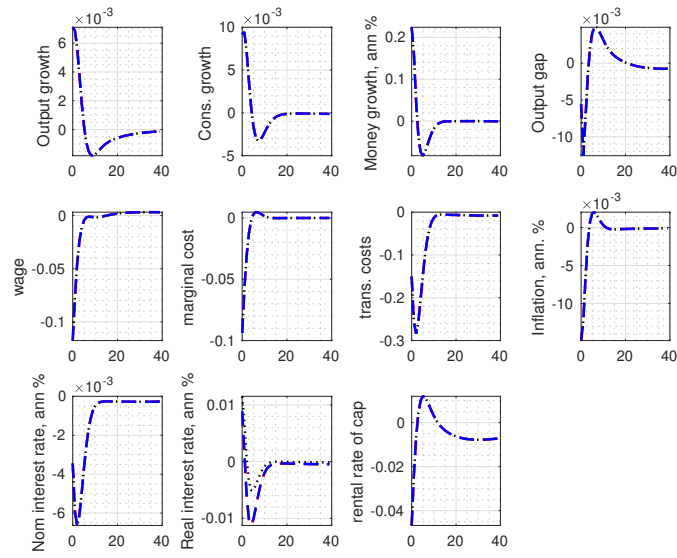 ×10⁻³
Output growth
6
4
2
0
0 20 40
×10⁻³
Cons. growth
10
5
0
-5
0 20 40
Money growth, ann %
0.2
0.1
0
0 20 40
×10⁻³
Output gap
0
-5
-10
0 20 40
wage
0
-0.05
-0.1
0 20 40
marginal cost
0
-0.05
-0.1
0 20 40
trans. costs
0
-0.1
-0.2
-0.3
0 20 40
×10⁻³
Inflation, ann. %
0
-5
-10
0 20 40
×10⁻³
Nom interest rate, ann %
0
-2
-4
-6
0 20 40
Real interest rate, ann %
0.01
0
-0.01
0 20 40
rental rate of cap
0
-0.02
-0.04
0 20 40